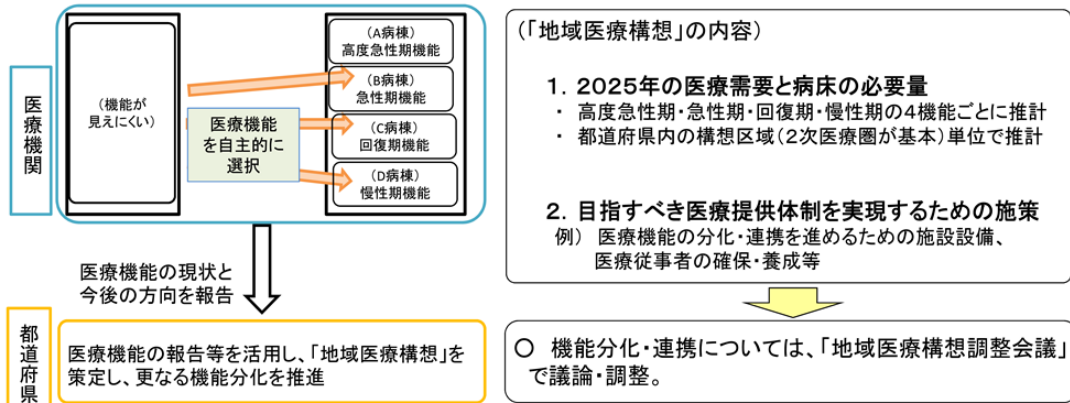 医療機関
(機能が
見えにくい)
医療機能
を自主的に
選択
(A病棟)
高度急性期機能
(B病棟)
急性期機能
(C病棟)
回復期機能
(D病棟)
慢性期機能
医療機能の現状と
今後の方向を報告
都道府県
医療機能の報告等を活用し、「地域医療構想」を
策定し、更なる機能分化を推進
(「地域医療構想」の内容)
1. 2025年の医療需要と病床の必要量
・ 高度急性期・急性期・回復期・慢性期の4機能ごとに推計
・ 都道府県内の構想区域(2次医療圏が基本)単位で推計
2. 目指すべき医療提供体制を実現するための施策
例) 医療機能の分化・連携を進めるための施設設備、
医療従事者の確保・養成等
○ 機能分化・連携については、「地域医療構想調整会議」
で議論・調整。